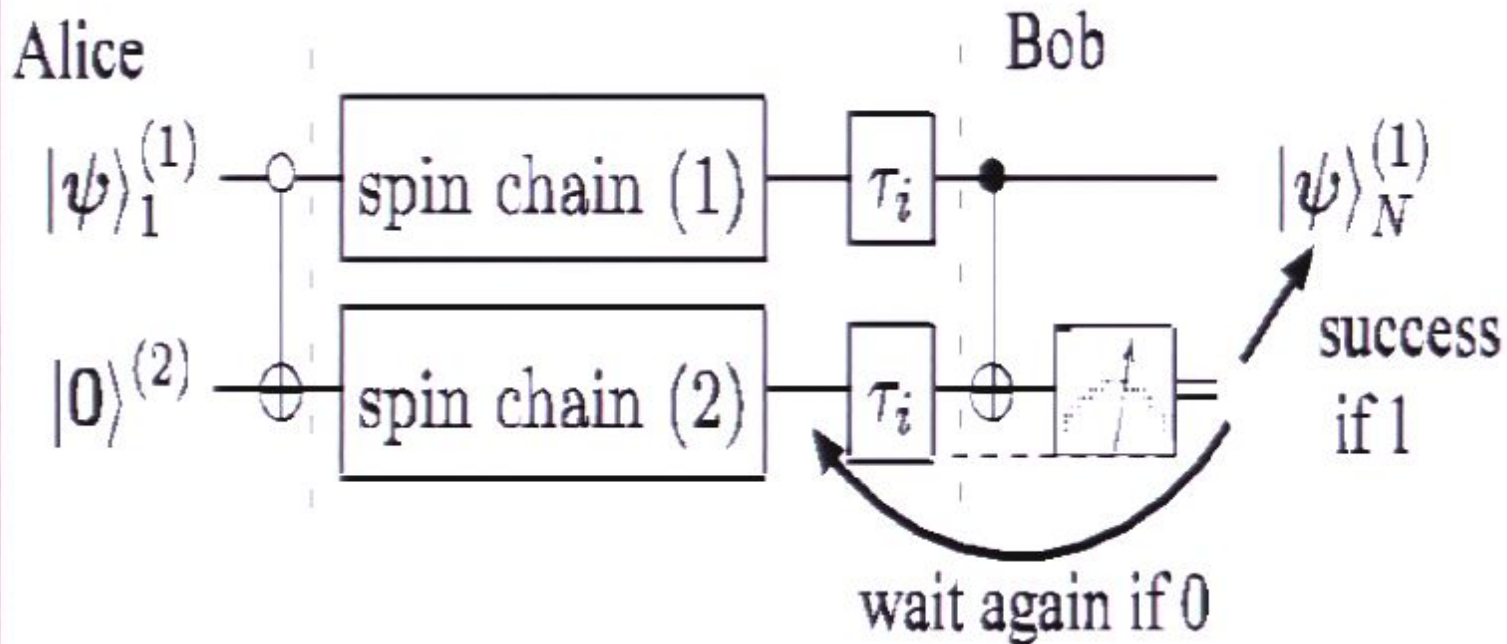 Alice
Bob
|ψ⟩₁⁽¹⁾
spin chain (1)
τᵢ
|ψ⟩_N⁽¹⁾
|0⟩⁽²⁾
spin chain (2)
τᵢ
success
if 1
wait again if 0